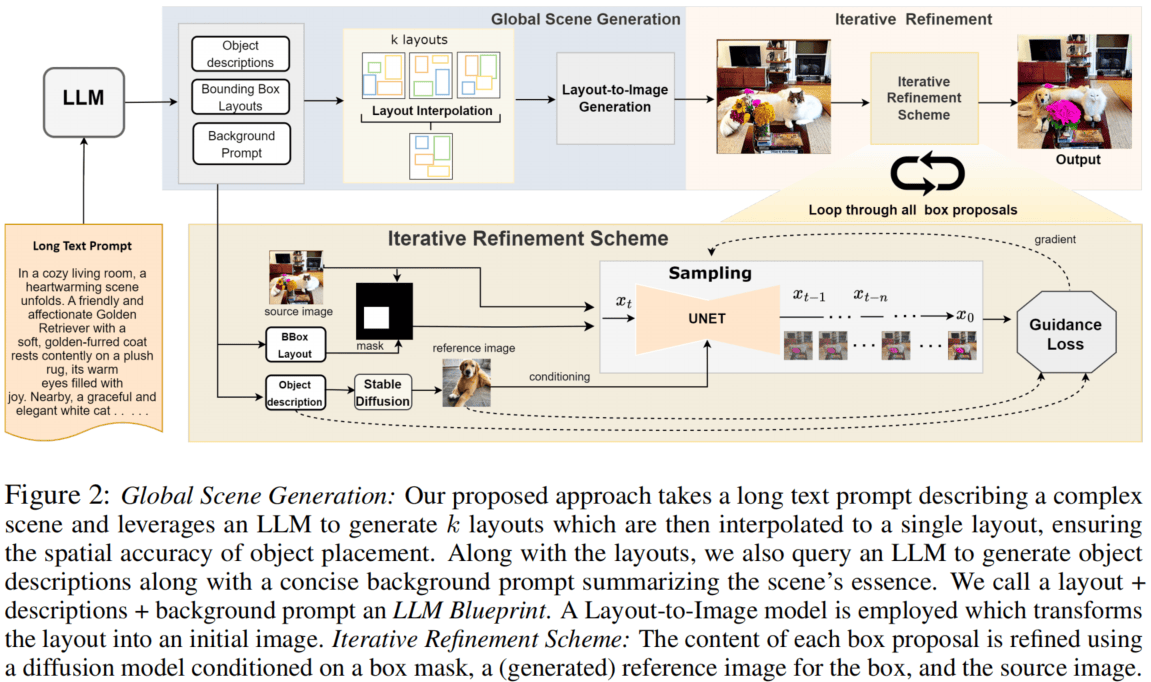 Global Scene Generation
Iterative Refinement
LLM
Object
descriptions
Bounding Box
Layouts
Background
Prompt
k layouts
Layout Interpolation
Layout-to-Image
Generation
Iterative
Refinement
Scheme
Output
Loop through all box proposals
Long Text Prompt
In a cozy living room, a
heartwarming scene
unfolds. A friendly and
affectionate Golden
Retriever with a
soft, golden-furred coat
rests contently on a plush
rug, its warm
eyes filled with
joy. Nearby, a graceful and
elegant white cat . . . . .
Iterative Refinement Scheme
source image
mask
BBox
Layout
Object
description
Stable
Diffusion
reference image
conditioning
Sampling
xₜ
UNET
xₜ₋₁
xₜ₋ₙ
x₀
gradient
Guidance
Loss
Figure 2: Global Scene Generation: Our proposed approach takes a long text prompt describing a complex
scene and leverages an LLM to generate k layouts which are then interpolated to a single layout, ensuring
the spatial accuracy of object placement. Along with the layouts, we also query an LLM to generate object
descriptions along with a concise background prompt summarizing the scene's essence. We call a layout +
descriptions + background prompt an LLM Blueprint. A Layout-to-Image model is employed which transforms
the layout into an initial image. Iterative Refinement Scheme: The content of each box proposal is refined using
a diffusion model conditioned on a box mask, a (generated) reference image for the box, and the source image.